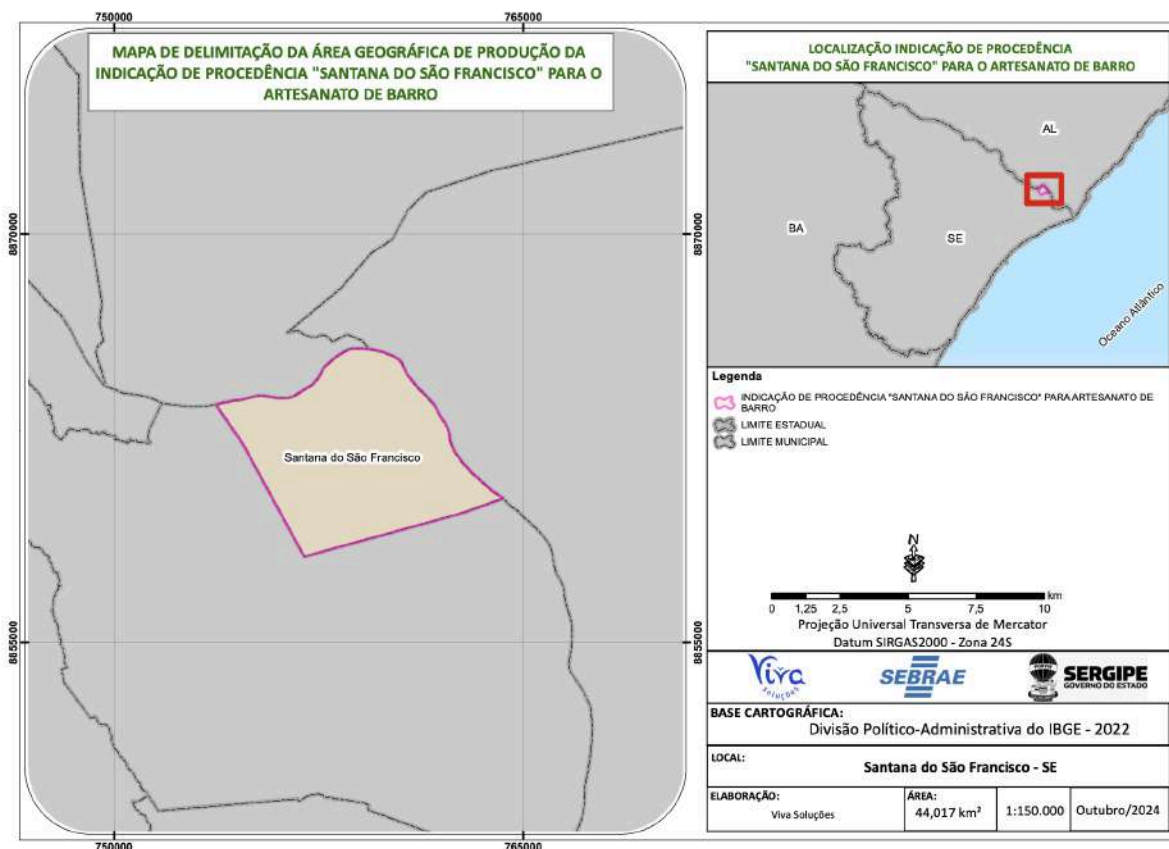 750000
765000
MAPA DE DELIMITAÇÃO DA ÁREA GEOGRÁFICA DE PRODUÇÃO DA
INDICAÇÃO DE PROCEDÊNCIA "SANTANA DO SÃO FRANCISCO" PARA O
ARTESANATO DE BARRO
8870000
8870000
Santana do São Francisco
8855000
8855000
750000
765000
LOCALIZAÇÃO INDICAÇÃO DE PROCEDÊNCIA
"SANTANA DO SÃO FRANCISCO" PARA O ARTESANATO DE BARRO
AL
BA
SE
Oceano Atlântico
Legenda
INDICAÇÃO DE PROCEDÊNCIA "SANTANA DO SÃO FRANCISCO" PARA ARTESANATO DE
BARRO
LIMITE ESTADUAL
LIMITE MUNICIPAL
N
km
0 1,25 2,5 5 7,5 10
Projeção Universal Transversa de Mercator
Datum SIRGAS2000 - Zona 24S
Viva
SOLUÇÕES
SEBRAE
SERGIPE
GOVERNO DO ESTADO
BASE CARTOGRÁFICA:
Divisão Político-Administrativa do IBGE - 2022
LOCAL:
Santana do São Francisco - SE
ELABORAÇÃO:
Viva Soluções
ÁREA:
44,017 km²
1:150.000
Outubro/2024